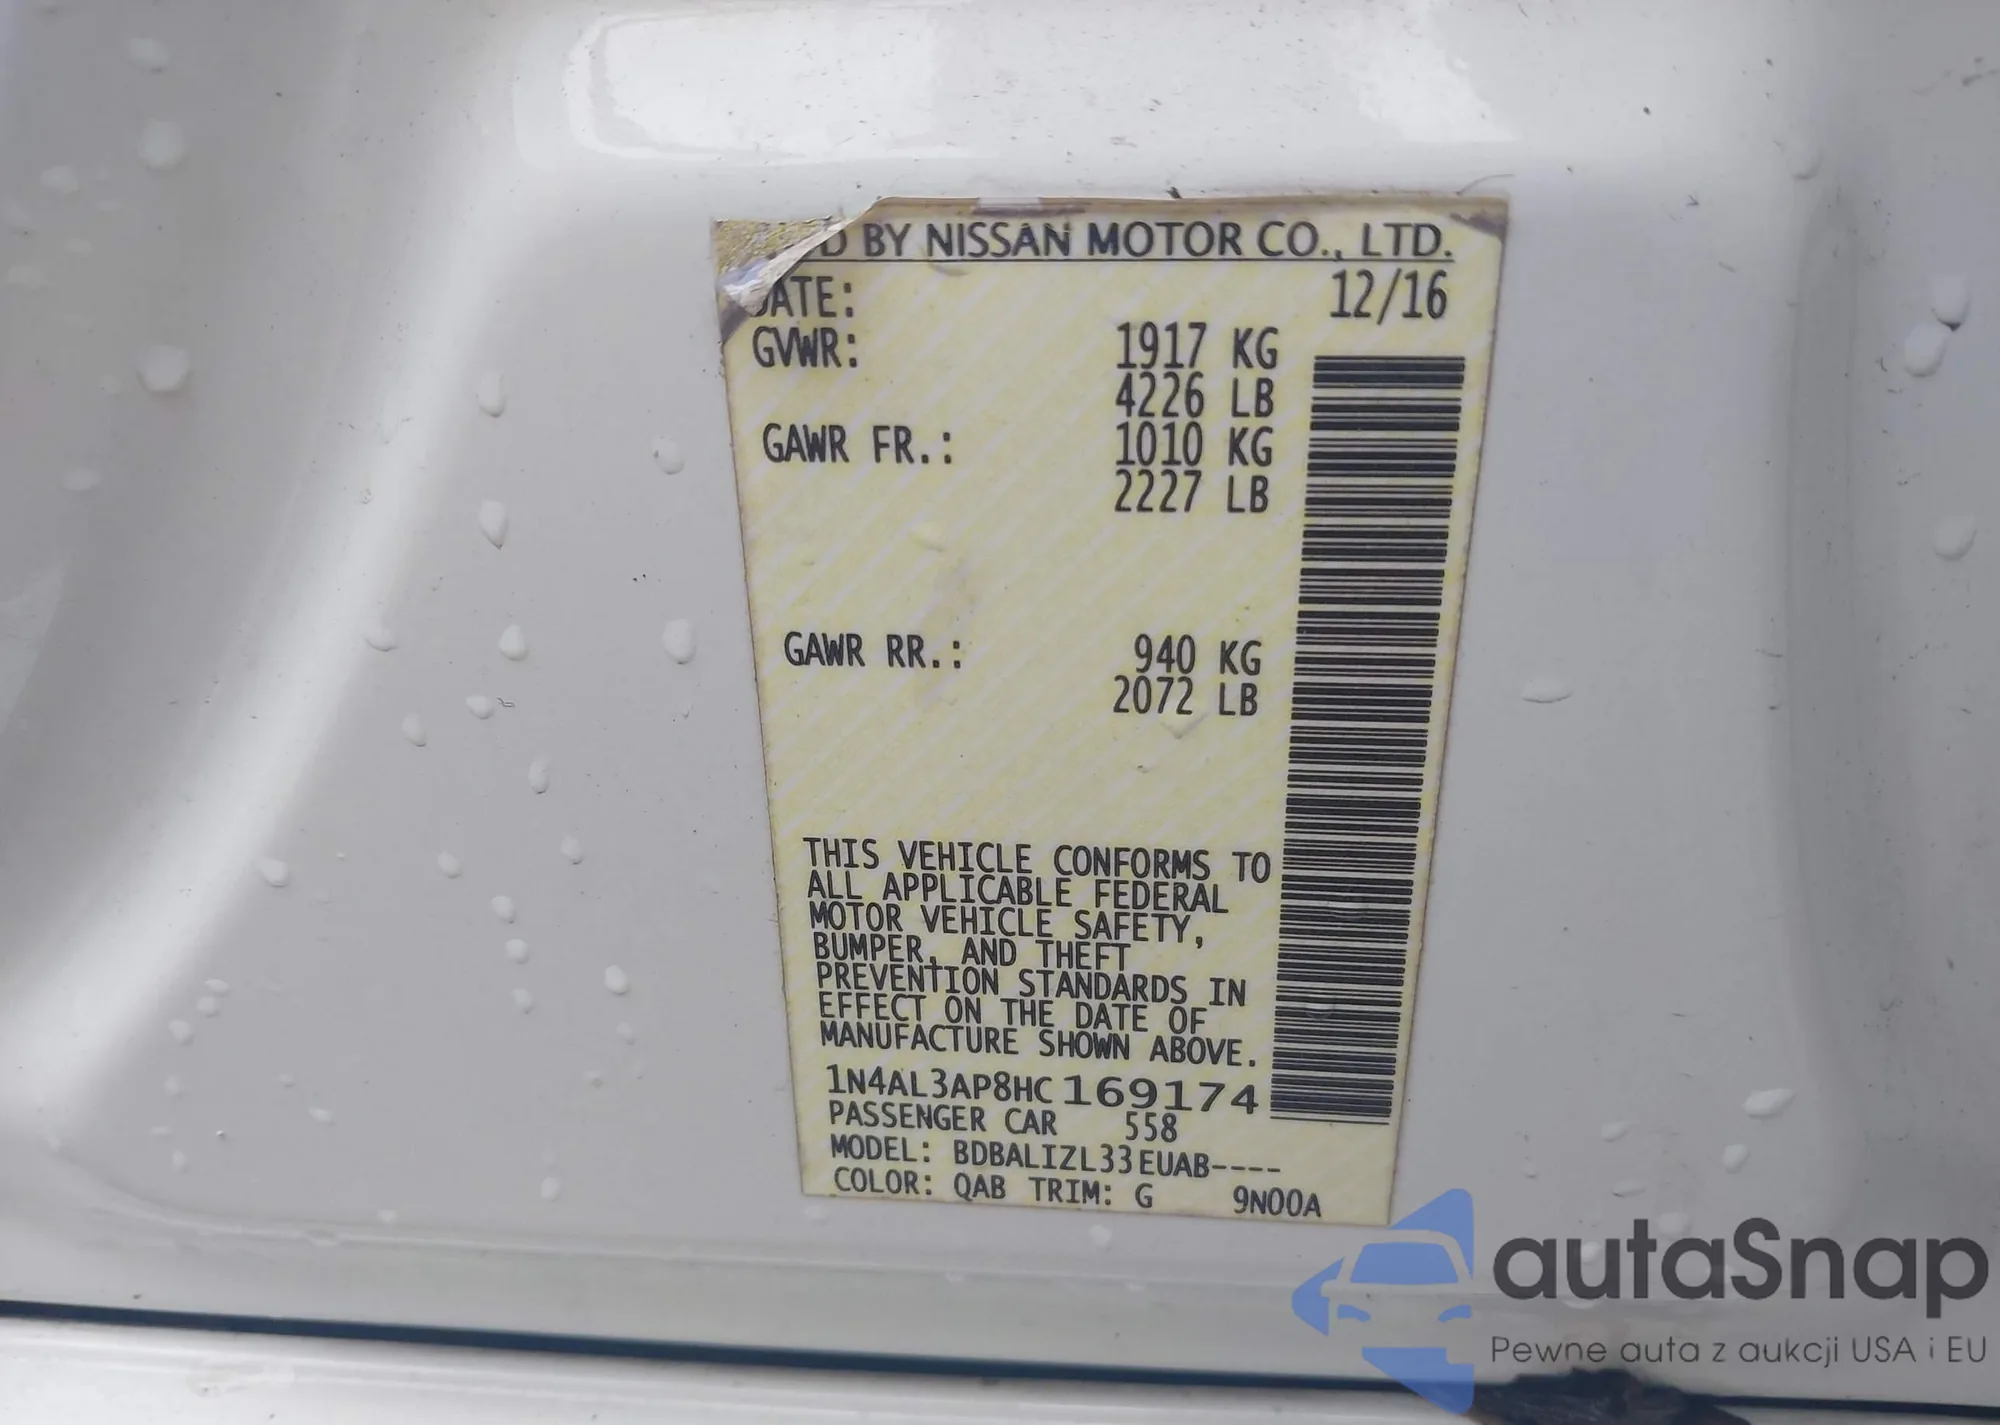 D BY NISSAN MOTOR CO., LTD.
DATE: 12/16
GVWR: 1917 KG
4226 LB
GAWR FR.: 1010 KG
2227 LB
GAWR RR.: 940 KG
2072 LB
THIS VEHICLE CONFORMS TO
ALL APPLICABLE FEDERAL
MOTOR VEHICLE SAFETY,
BUMPER, AND THEFT
PREVENTION STANDARDS IN
EFFECT ON THE DATE OF
MANUFACTURE SHOWN ABOVE.
1N4AL3AP8HC169174
PASSENGER CAR 558
MODEL: BDBALIZL33EUAB----
COLOR: QAB TRIM: G 9N00A
autaSnap
Pewne auta z aukcji USA i EU